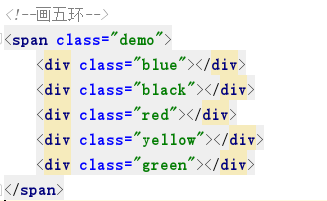 <!--画五环-->
<span class="demo">
<div class="blue"></div>
<div class="black"></div>
<div class="red"></div>
<div class="yellow"></div>
<div class="green"></div>
</span>